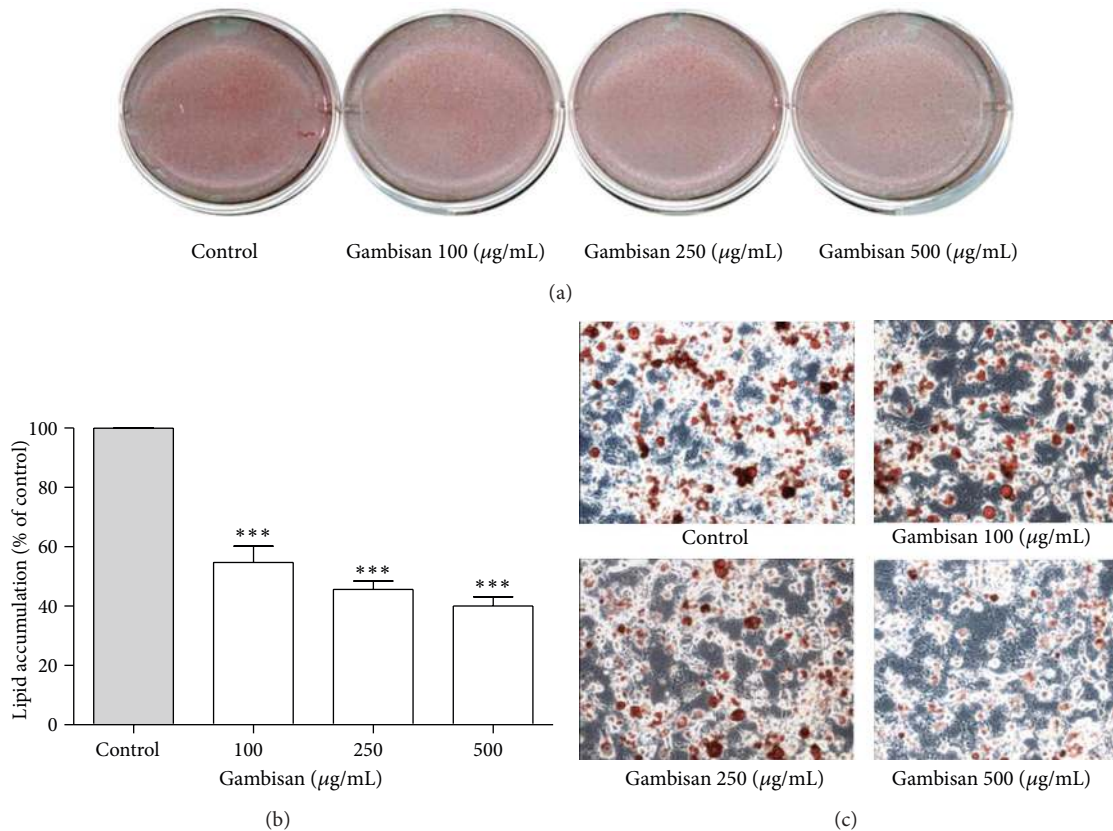 Control
Gambisan 100 (μg/mL)
Gambisan 250 (μg/mL)
Gambisan 500 (μg/mL)
(a)
Lipid accumulation (% of control)
100
80
60
40
20
0
***
***
***
Control
100
250
500
Gambisan (μg/mL)
(b)
Control
Gambisan 100 (μg/mL)
Gambisan 250 (μg/mL)
Gambisan 500 (μg/mL)
(c)